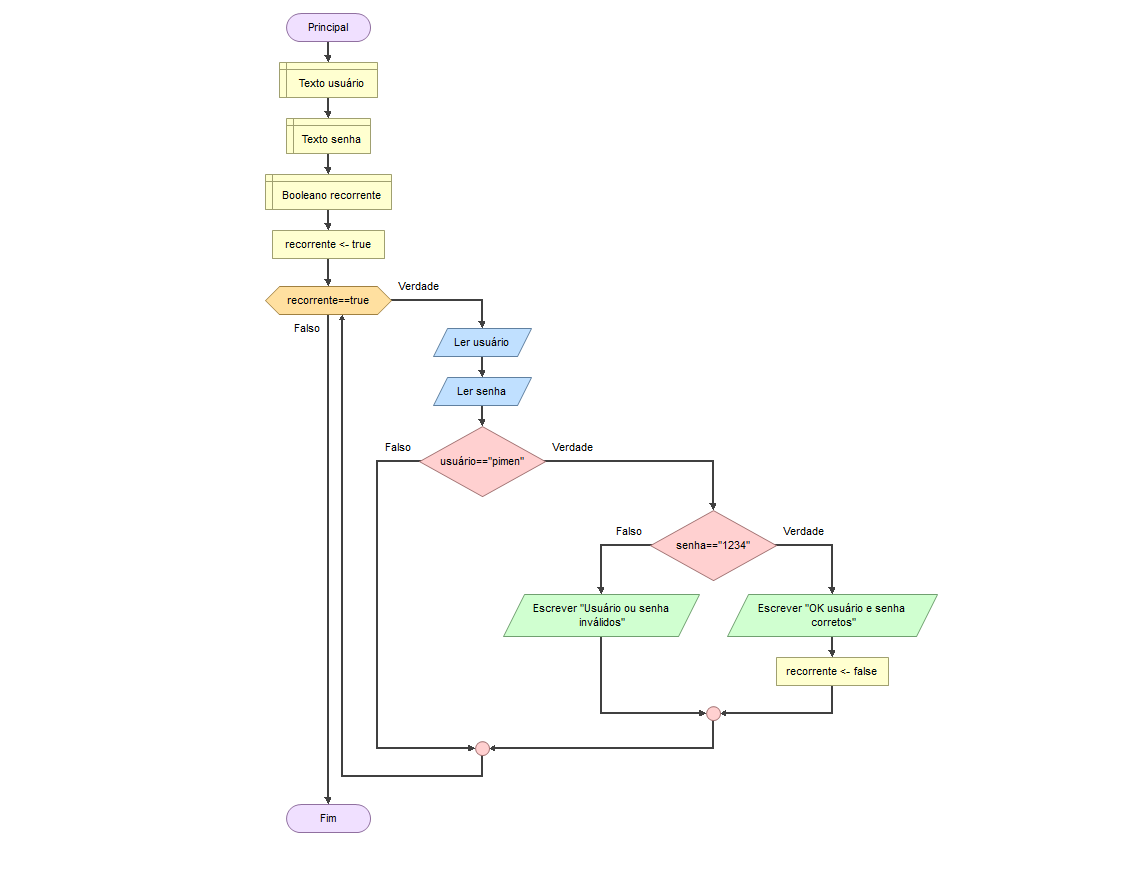 Principal
Texto usuário
Texto senha
Booleano recorrente
recorrente <- true
recorrente==true
Verdade
Falso
Ler usuário
Ler senha
Falso
usuário=="pimen"
Verdade
Falso
senha=="1234"
Verdade
Escrever "Usuário ou senha
inválidos"
Escrever "OK usuário e senha
corretos"
recorrente <- false
Fim